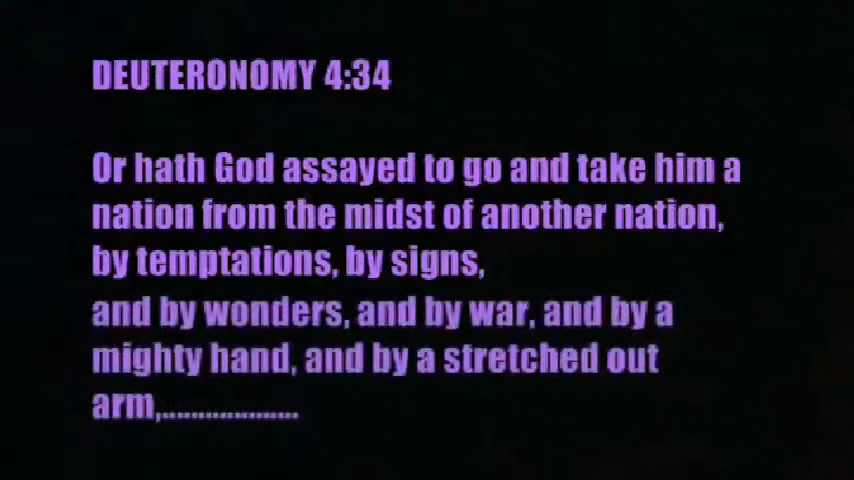 DEUTERONOMY 4:34
Or hath God assayed to go and take him a
nation from the midst of another nation,
by temptations, by signs,
and by wonders, and by war, and by a
mighty hand, and by a stretched out
arm,...................